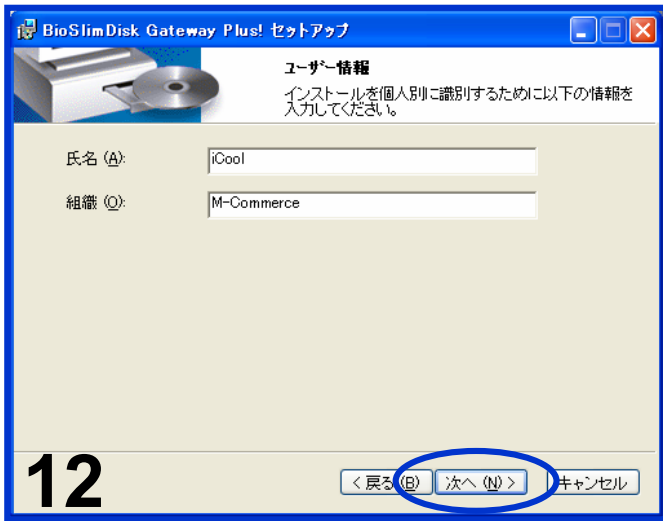 BioSlimDisk Gateway Plus! セットアップ
ユーザー情報
インストールを個人別に識別するために以下の情報を
入力してください。
氏名 (A): iCool
組織 (O): M-Commerce
12
< 戻る (B) 次へ (N) > キャンセル